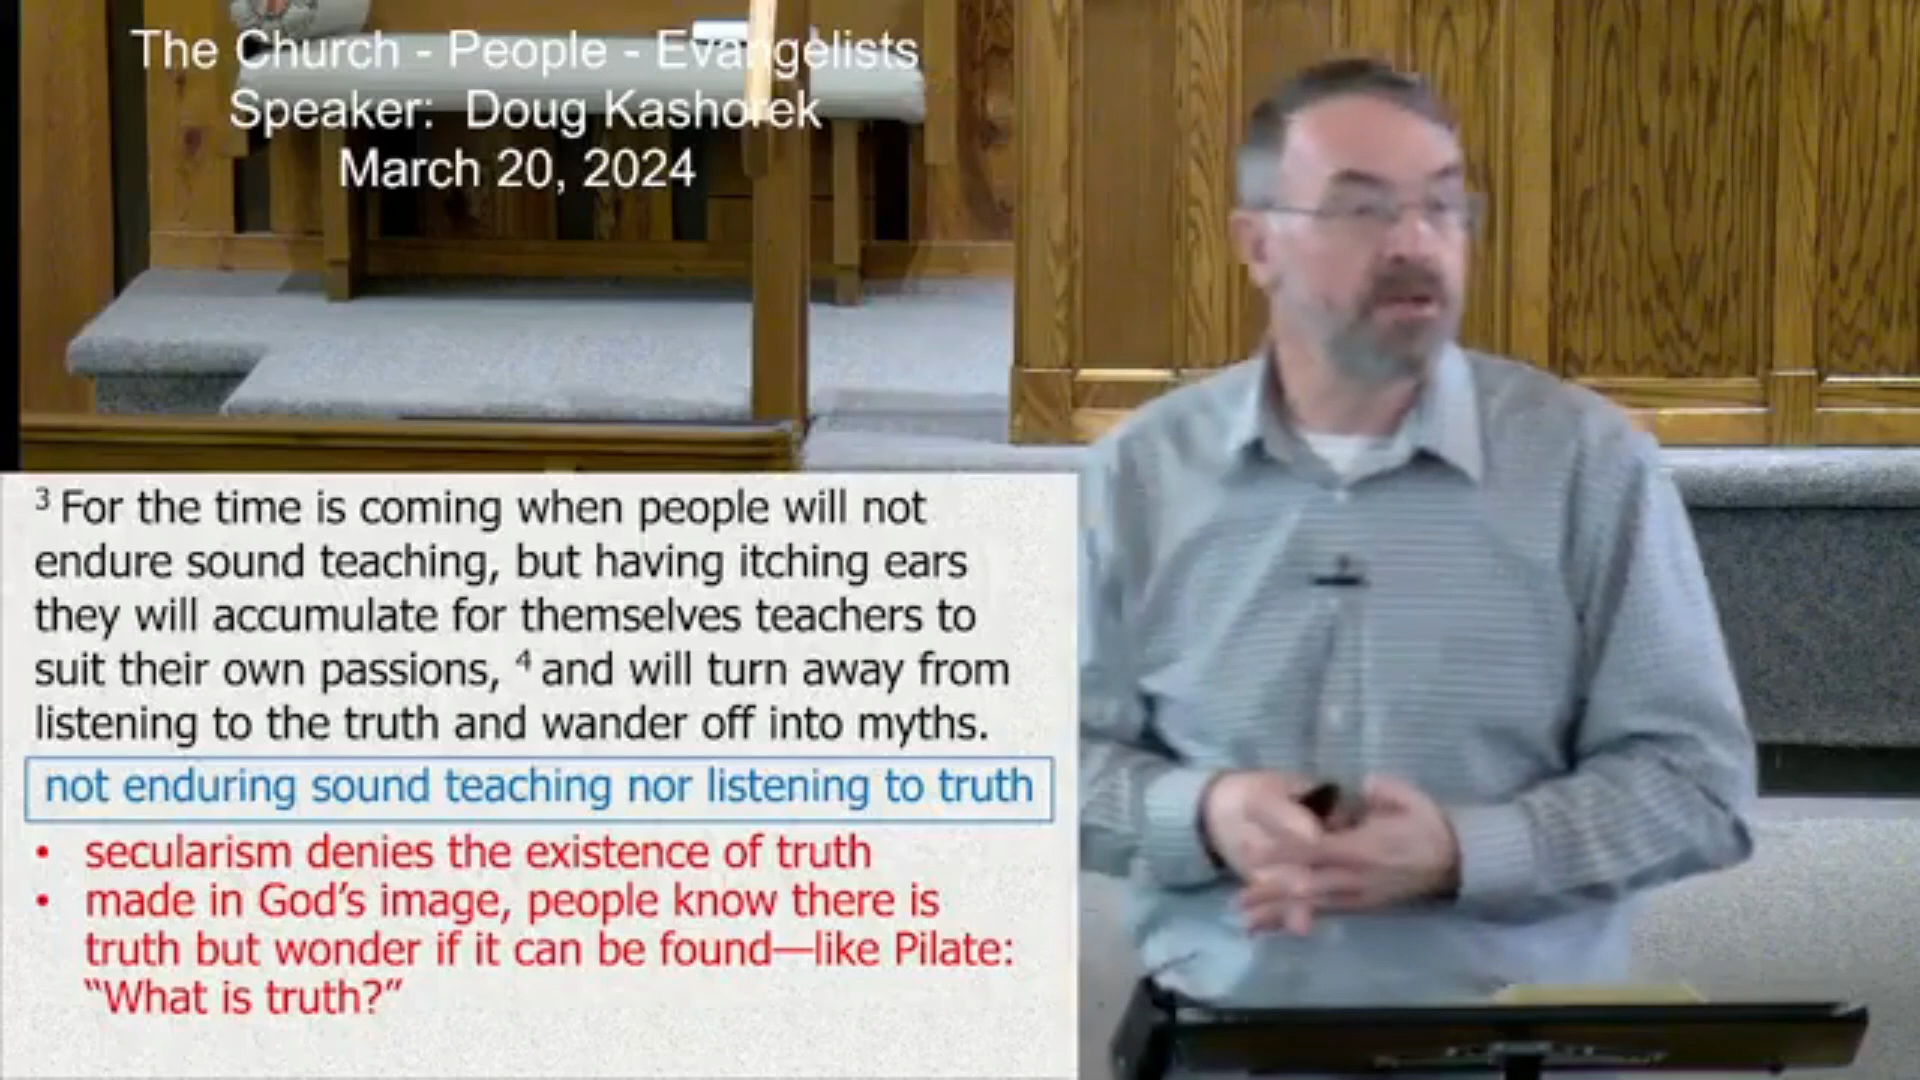 The Church - People - Evangelists
Speaker: Doug Kashorek
March 20, 2024
3 For the time is coming when people will not
endure sound teaching, but having itching ears
they will accumulate for themselves teachers to
suit their own passions, 4 and will turn away from
listening to the truth and wander off into myths.
not enduring sound teaching nor listening to truth
• secularism denies the existence of truth
• made in God's image, people know there is
truth but wonder if it can be found—like Pilate:
“What is truth?”